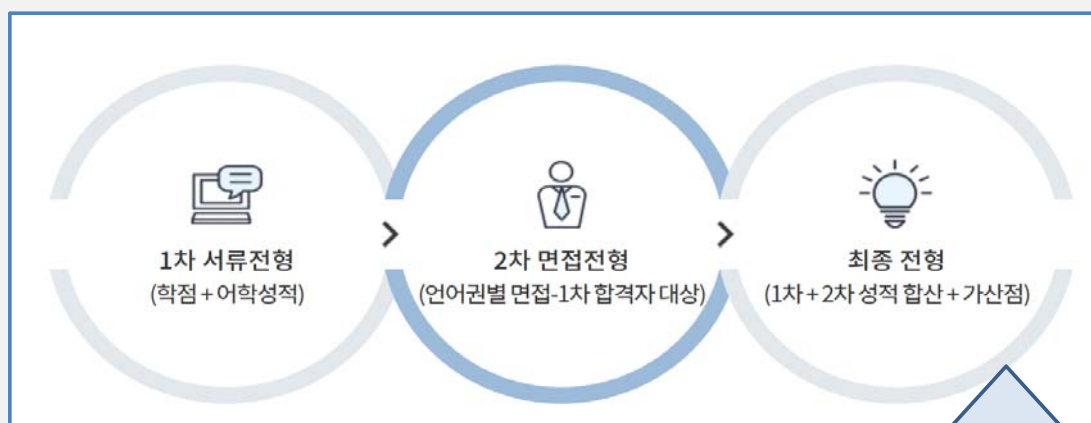 1차 서류전형
(학점 + 어학성적)
2차 면접전형
(언어권별 면접-1차 합격자 대상)
최종 전형
(1차 + 2차 성적 합산 + 가산점)